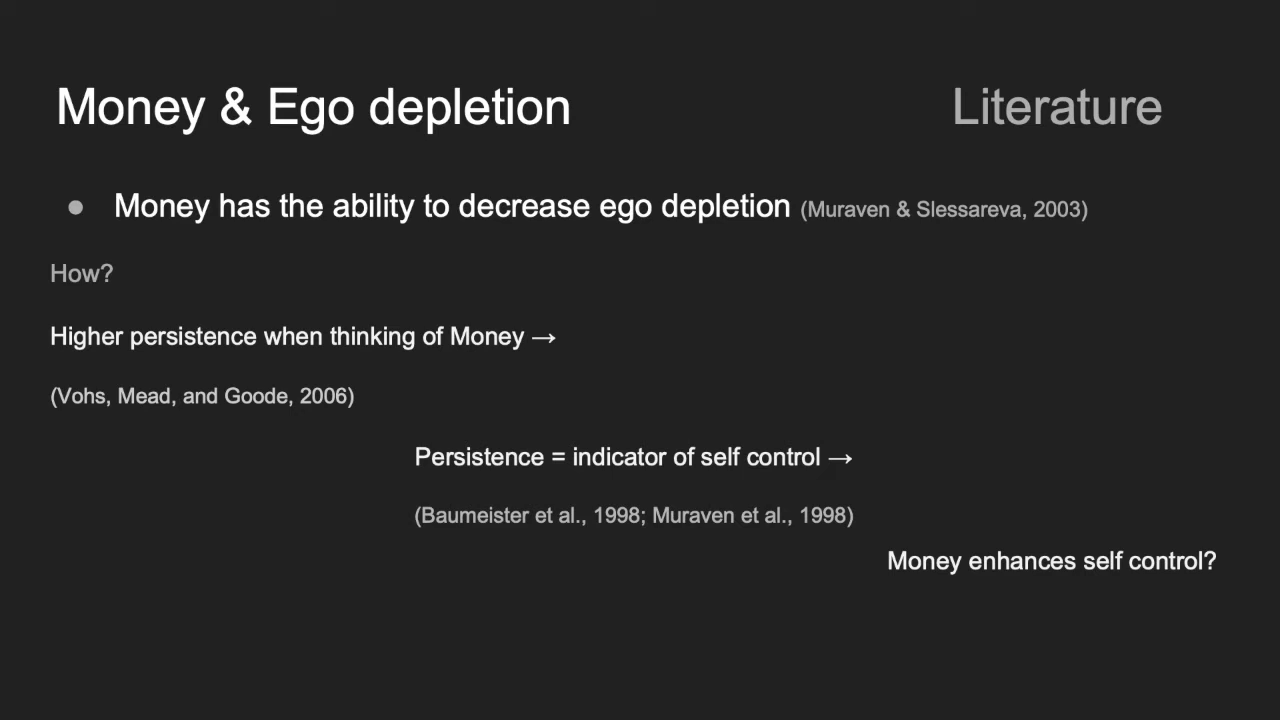 Money & Ego depletion
Literature
● Money has the ability to decrease ego depletion (Muraven & Slessareva, 2003)
How?
Higher persistence when thinking of Money →
(Vohs, Mead, and Goode, 2006)
Persistence = indicator of self control →
(Baumeister et al., 1998; Muraven et al., 1998)
Money enhances self control?